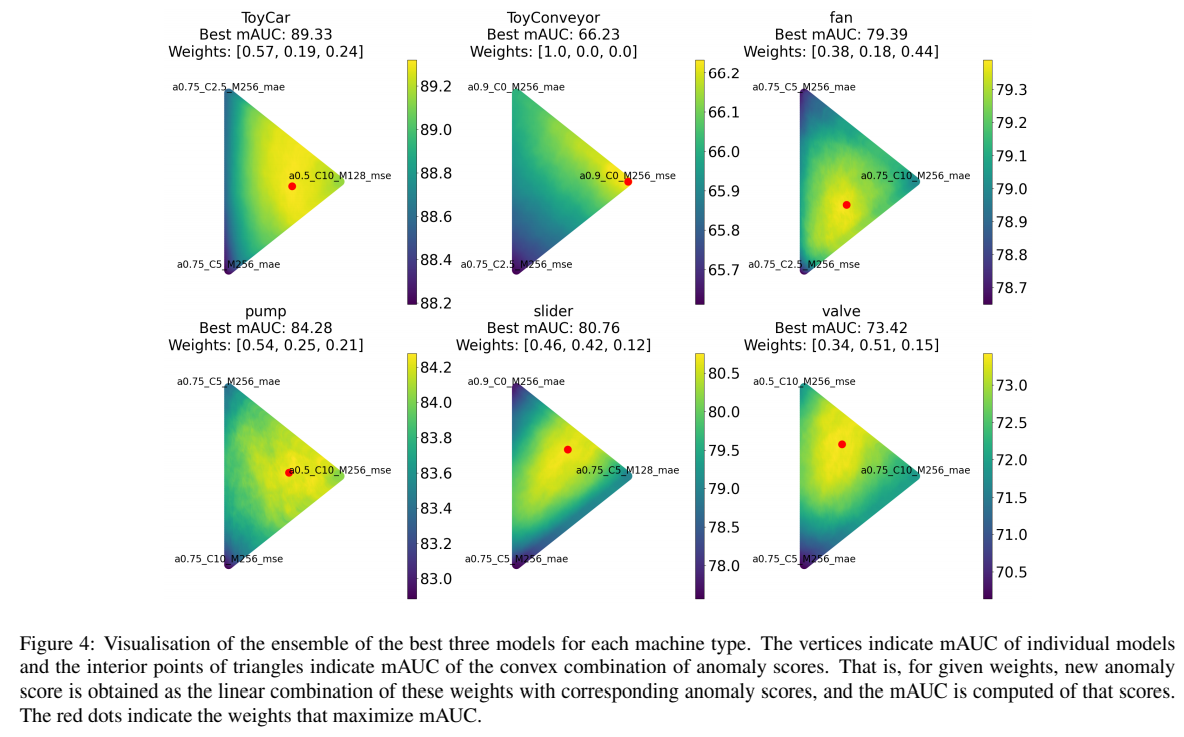 ToyCar
Best mAUC: 89.33
Weights: [0.57, 0.19, 0.24]
a0.75_C2.5_M256_mae
a0.5_C10_M128_mse
a0.75_C5_M256_mae
89.2
89.0
88.8
88.6
88.4
88.2
ToyConveyor
Best mAUC: 66.23
Weights: [1.0, 0.0, 0.0]
a0.9_C0_M256_mae
a0.9_C0_M256_mse
a0.75_C2.5_M256_mse
66.2
66.1
66.0
65.9
65.8
65.7
fan
Best mAUC: 79.39
Weights: [0.38, 0.18, 0.44]
a0.75_C5_M256_mae
a0.75_C10_M256_mae
a0.75_C2.5_M256_mse
79.3
79.2
79.1
79.0
78.9
78.8
78.7
pump
Best mAUC: 84.28
Weights: [0.54, 0.25, 0.21]
a0.75_C5_M256_mae
a0.5_C10_M256_mse
a0.75_C10_M256_mse
84.2
84.0
83.8
83.6
83.4
83.2
83.0
slider
Best mAUC: 80.76
Weights: [0.46, 0.42, 0.12]
a0.9_C0_M256_mae
a0.75_C5_M128_mae
a0.75_C5_M256_mae
80.5
80.0
79.5
79.0
78.5
78.0
valve
Best mAUC: 73.42
Weights: [0.34, 0.51, 0.15]
a0.5_C10_M256_mse
a0.75_C10_M256_mae
a0.75_C5_M256_mae
73.0
72.5
72.0
71.5
71.0
70.5
Figure 4: Visualisation of the ensemble of the best three models for each machine type. The vertices indicate mAUC of individual models
and the interior points of triangles indicate mAUC of the convex combination of anomaly scores. That is, for given weights, new anomaly
score is obtained as the linear combination of these weights with corresponding anomaly scores, and the mAUC is computed of that scores.
The red dots indicate the weights that maximize mAUC.